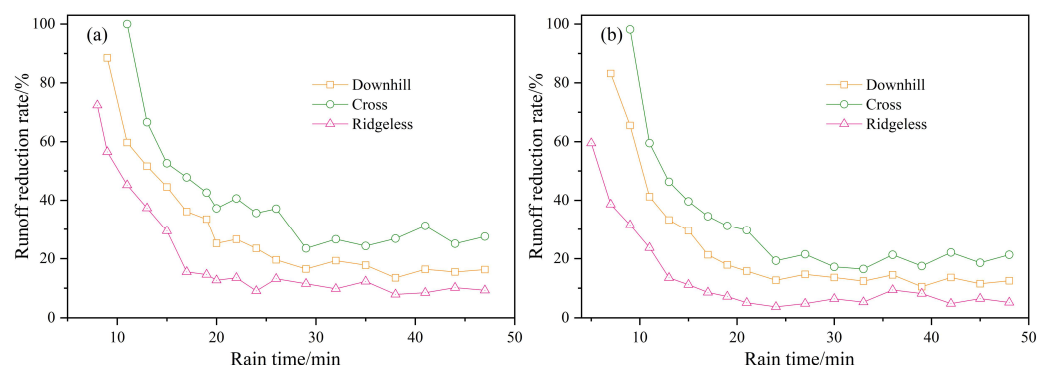 (a)
Runoff reduction rate/%
100
80
60
40
20
0
Downhill
Cross
Ridgeless
10 20 30 40 50
Rain time/min
(b)
Runoff reduction rate/%
100
80
60
40
20
0
Downhill
Cross
Ridgeless
10 20 30 40 50
Rain time/min